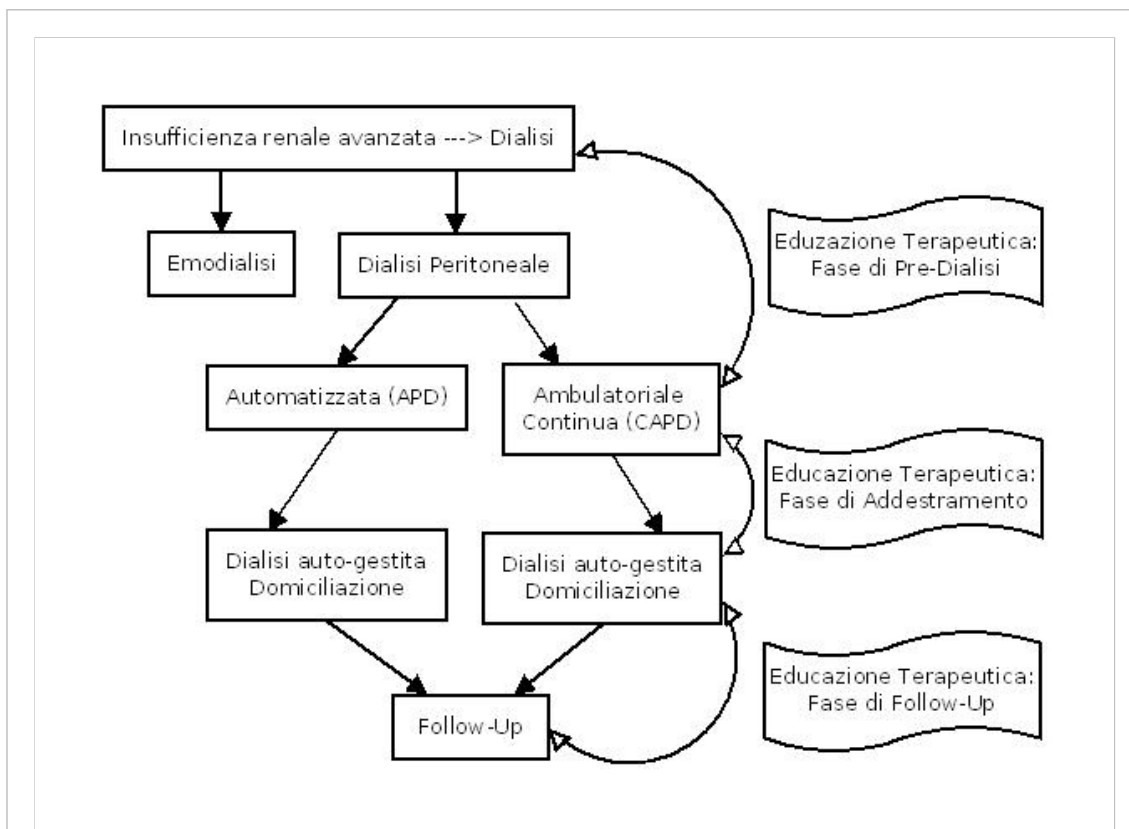 Insufficienza renale avanzata ---> Dialisi
Emodialisi
Dialisi Peritoneale
Eduzazione Terapeutica:
Fase di Pre-Dialisi
Automatizzata (APD)
Ambulatoriale
Continua (CAPD)
Educazione Terapeutica:
Fase di Addestramento
Dialisi auto-gestita
Domiciliazione
Dialisi auto-gestita
Domiciliazione
Educazione Terapeutica:
Fase di Follow-Up
Follow-Up